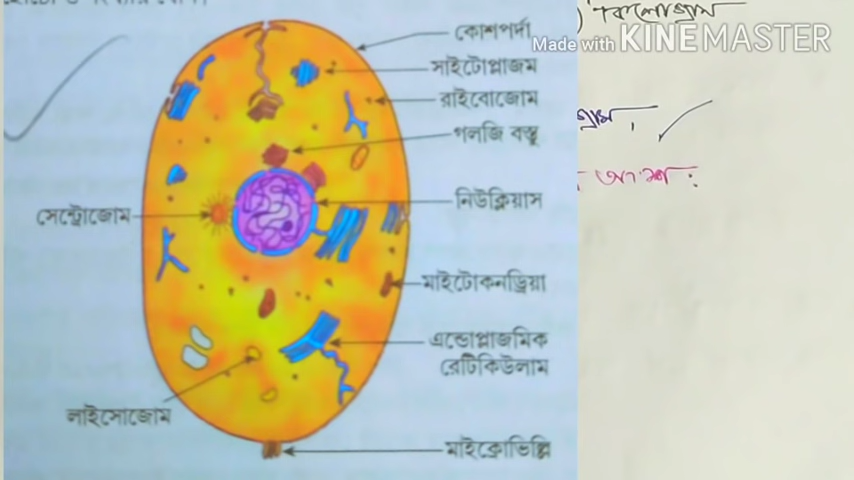 কোশপর্দা
সাইটোপ্লাজম
রাইবোজোম
গলজি বস্তু
নিউক্লিয়াস
সেন্ট্রোজোম
মাইটোকনড্রিয়া
এন্ডোপ্লাজমিক
রেটিকিউলাম
লাইসোজোম
মাইক্রোভিল্লি
Made with KINEMASTER